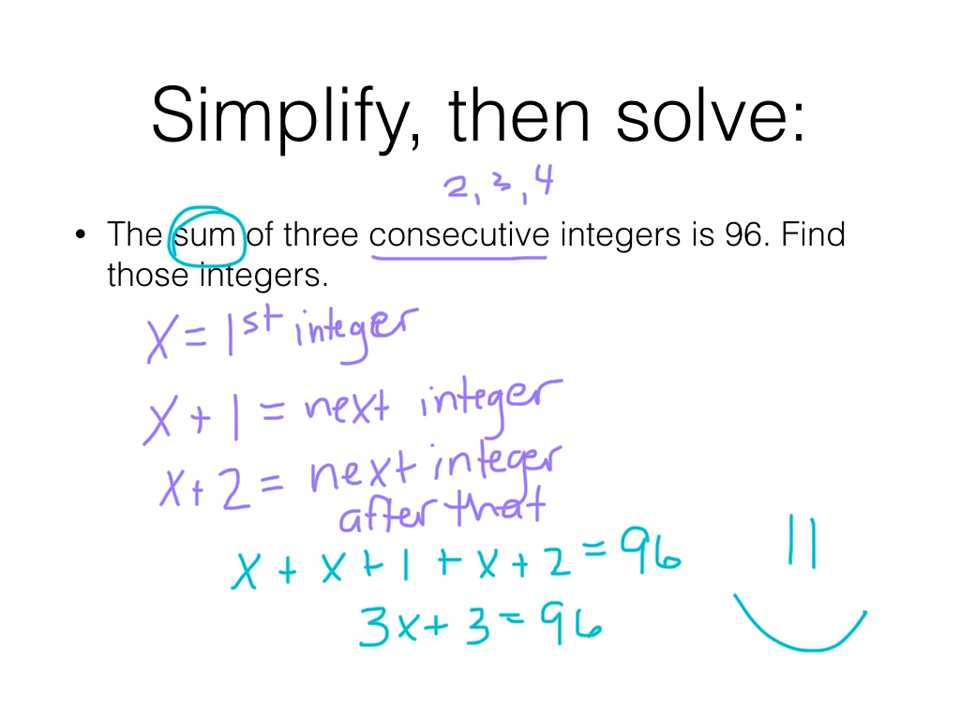 Simplify, then solve:
2, 3, 4
• The sum of three consecutive integers is 96. Find
those integers.
x = 1st integer
x + 1 = next integer
x + 2 = next integer
after that
x + x + 1 + x + 2 = 96
3x + 3 = 96